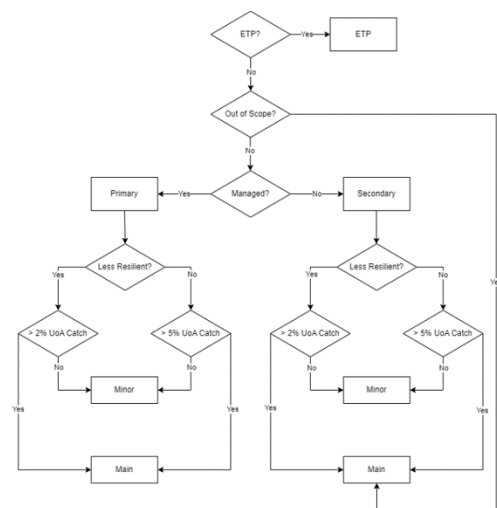 ETP?
Yes
ETP
No
Out of Scope?
No
Primary
Yes
Managed?
No
Secondary
Less Resilient?
Less Resilient?
Yes
No
Yes
No
Ye
> 2% UoA Catch
> 5% UoA Catch
> 2% UoA Catch
> 5% UoA Catch
No
No
No
No
Minor
Minor
Yes
Yes
Yes
Yes
Main
Main